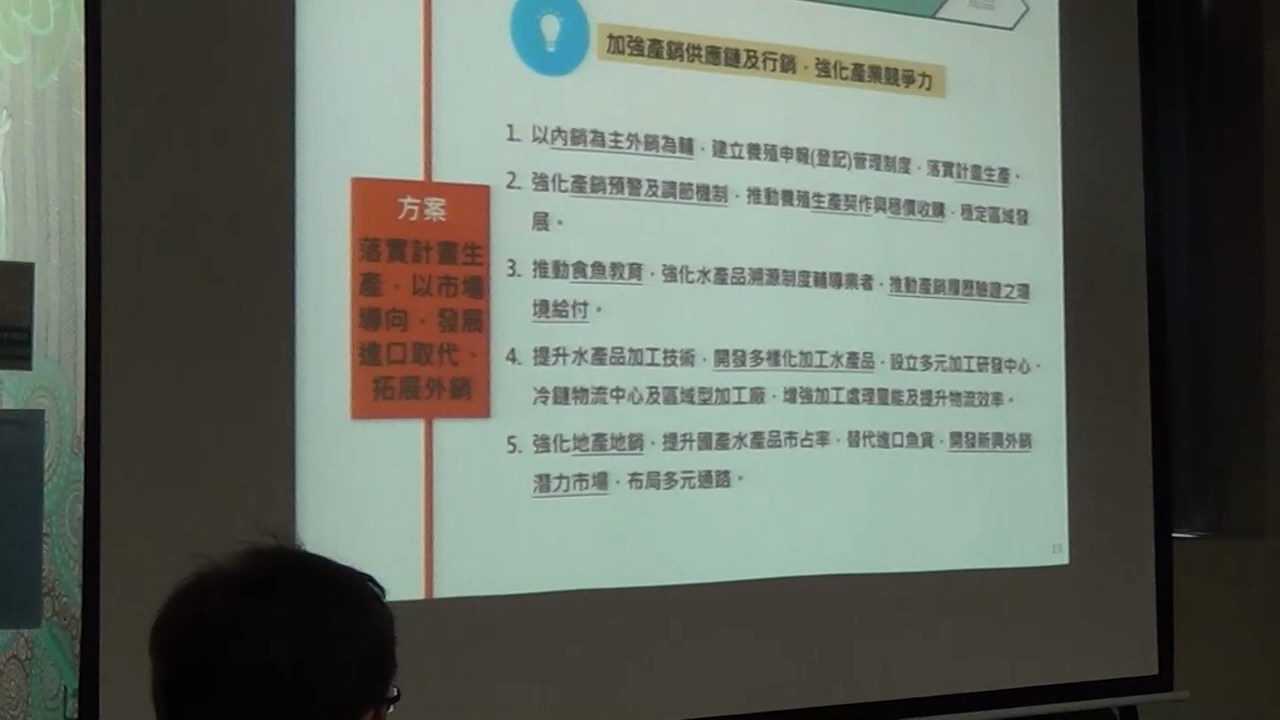 加強產銷供應鏈及行銷，強化產業競爭力
1. 以內銷為主外銷為輔，建立養殖申報(登記)管理制度，落實計畫生產。
2. 強化產銷預警及調節機制，推動養殖生產契作與穩價收購，穩定區域發
展。
3. 推動食魚教育，強化水產品溯源制度輔導業者，推動產銷履歷驗證之環
境給付。
4. 提升水產品加工技術，開發多樣化加工水產品，設立多元加工研發中心、
冷鏈物流中心及區域型加工廠，增強加工處理量能及提升物流效率。
5. 強化地產地銷，提升國產水產品市占率，替代進口魚貨，開發新興外銷
潛力市場，布局多元通路。
方案
落實計畫生
產，以市場
導向，發展
進口取代、
拓展外銷